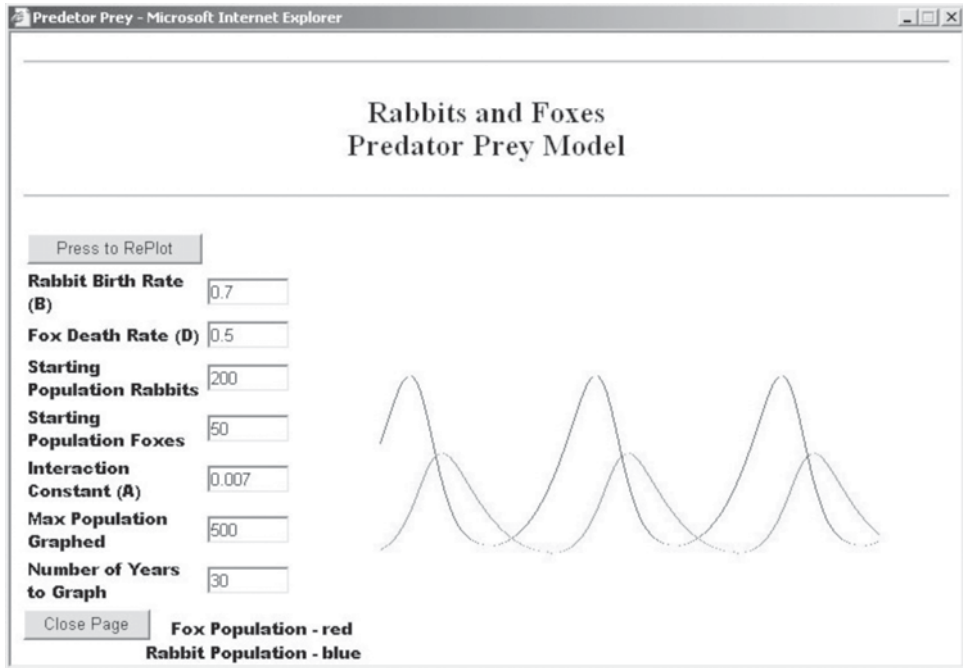 Predetor Prey - Microsoft Internet Explorer
Rabbits and Foxes
Predator Prey Model
Press to RePlot
Rabbit Birth Rate
(B)
0.7
Fox Death Rate (D)
0.5
Starting
Population Rabbits
200
Starting
Population Foxes
50
Interaction
Constant (A)
0.007
Max Population
Graphed
500
Number of Years
to Graph
30
Close Page
Fox Population - red
Rabbit Population - blue